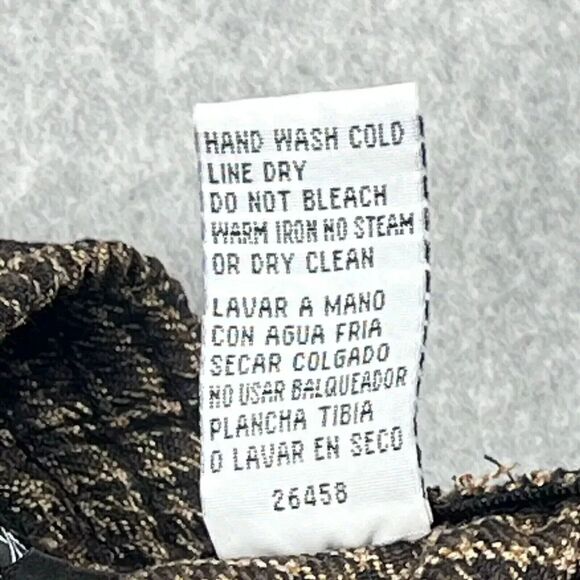 HAND WASH COLD
LINE DRY
DO NOT BLEACH
WARM IRON NO STEAM
OR DRY CLEAN
LAVAR A MANO
CON AGUA FRIA
SECAR COLGADO
NO USAR BALQUEADOR
PLANCHA TIBIA
O LAVAR EN SECO
26458